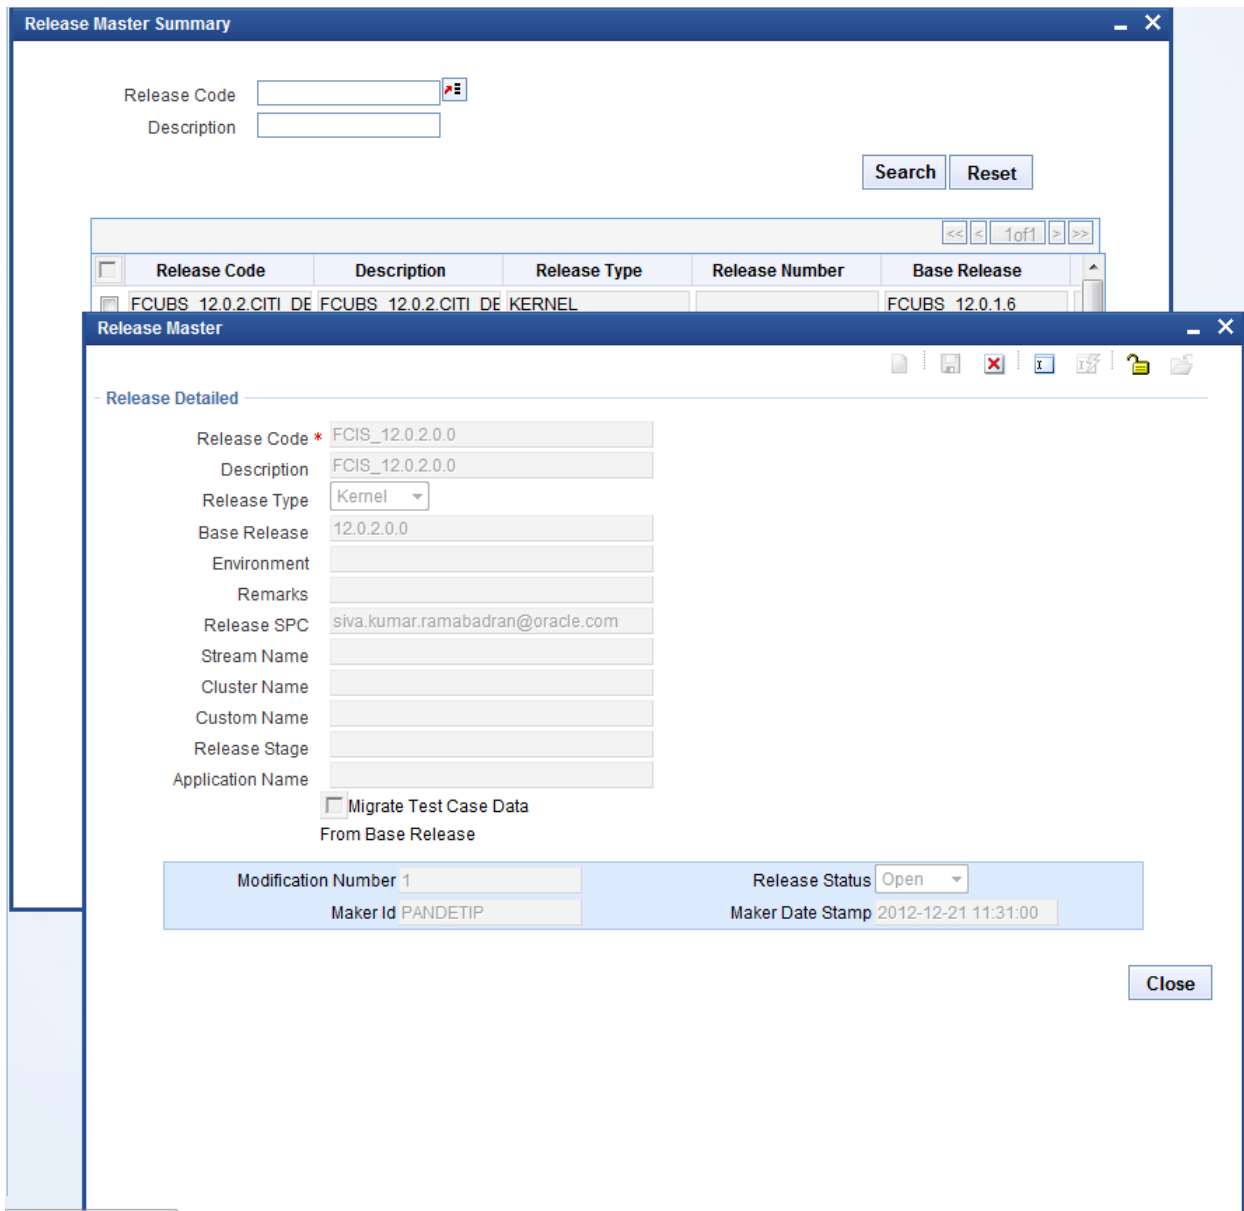 Release Master Summary
Release Code
Description
Search Reset
<< < 1of1 > >>
Release Code Description Release Type Release Number Base Release
FCUBS_12.0.2.CITI_DE FCUBS_12.0.2.CITI_DE KERNEL FCUBS_12.0.1.6
Release Master
Release Detailed
Release Code * FCIS_12.0.2.0.0
Description FCIS_12.0.2.0.0
Release Type Kernel
Base Release 12.0.2.0.0
Environment
Remarks
Release SPC siva.kumar.ramabadran@oracle.com
Stream Name
Cluster Name
Custom Name
Release Stage
Application Name
Migrate Test Case Data
From Base Release
Modification Number 1 Release Status Open
Maker Id PANDETIP Maker Date Stamp 2012-12-21 11:31:00
Close